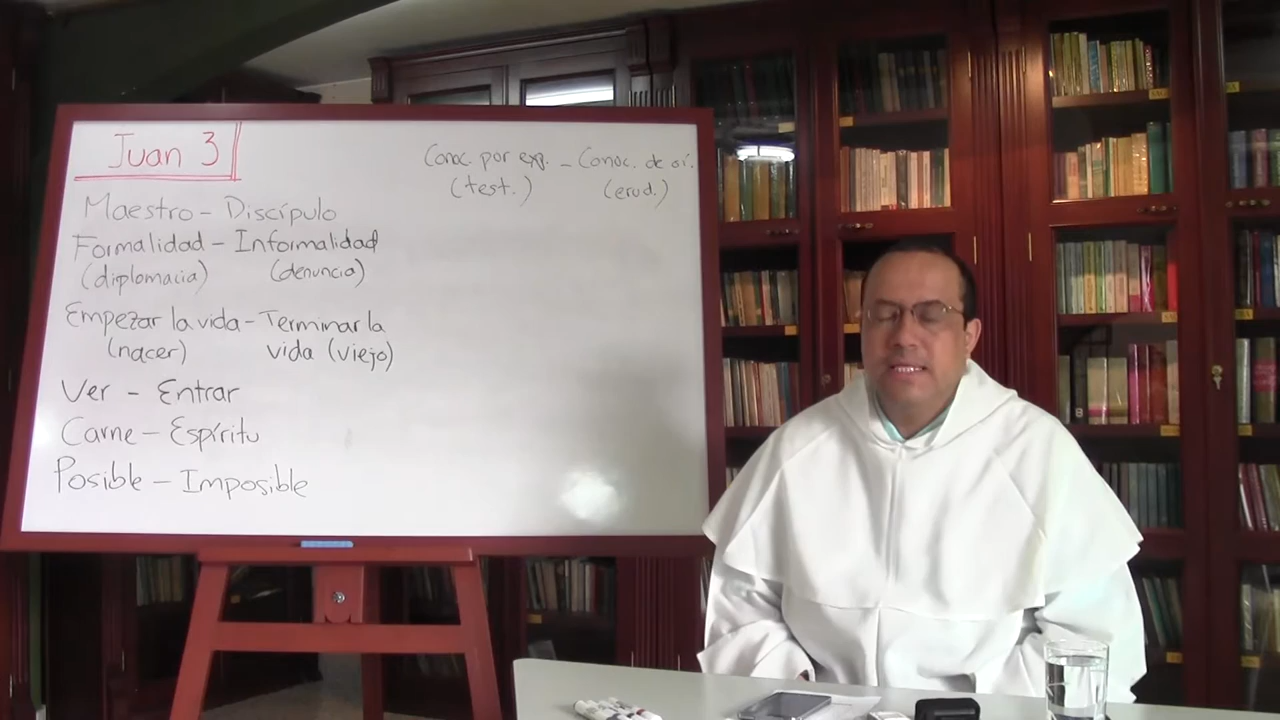 Juan 3
Maestro - Discípulo
Formalidad - Informalidad
(diplomacia) (denuncia)
Empezar la vida - Terminar la
(nacer) vida (viejo)
Ver - Entrar
Carne - Espíritu
Posible - Imposible
Conoc. por exp. - Conoc. de oí.
(test.) (erud.)